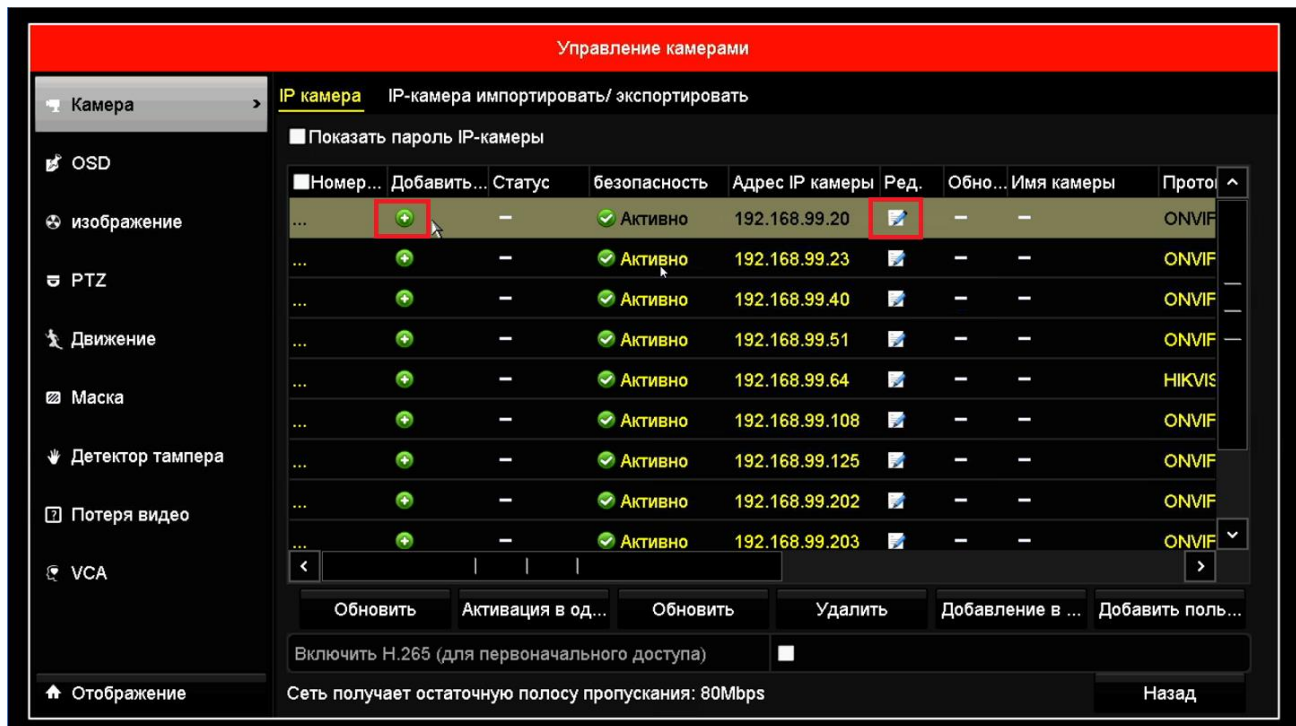 Управление камерами
Камера
IP камера IP-камера импортировать/ экспортировать
Показать пароль IP-камеры
OSD
Номер... Добавить... Статус безопасность Адрес IP камеры Ред. Обно... Имя камеры Прото
изображение
... Активно 192.168.99.20 ONVIF
... Активно 192.168.99.23 ONVIF
PTZ
... Активно 192.168.99.40 ONVIF
Движение
... Активно 192.168.99.51 ONVIF
... Активно 192.168.99.64 HIKVIS
Маска
... Активно 192.168.99.108 ONVIF
Детектор тампера
... Активно 192.168.99.125 ONVIF
... Активно 192.168.99.202 ONVIF
Потеря видео
... Активно 192.168.99.203 ONVIF
VCA
Обновить Активация в од... Обновить Удалить Добавление в ... Добавить поль...
Включить H.265 (для первоначального доступа)
Отображение
Сеть получает остаточную полосу пропускания: 80Mbps
Назад